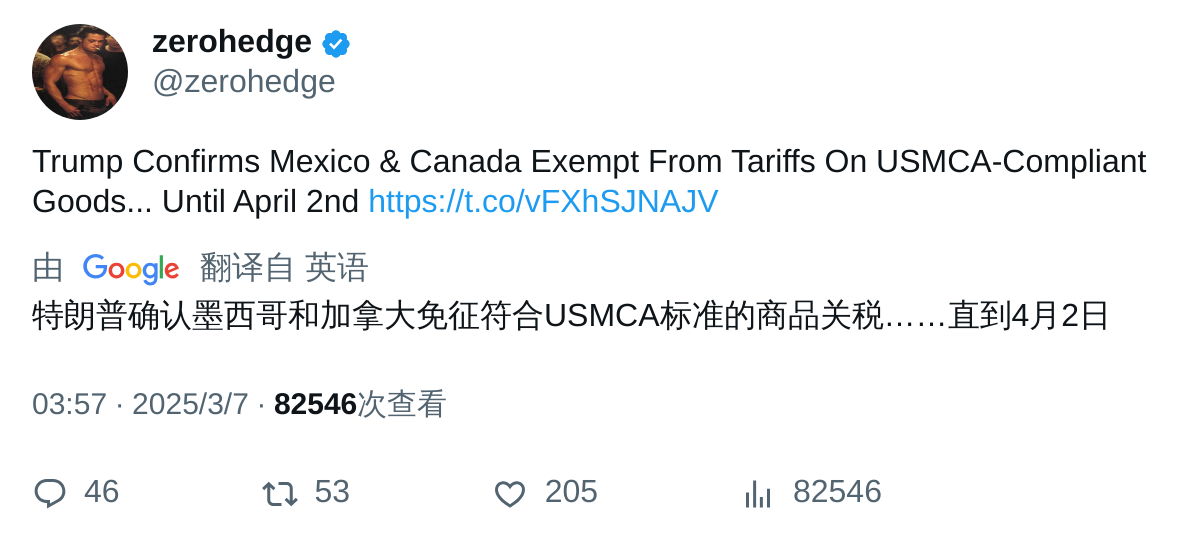 zerohedge
@zerohedge
Trump Confirms Mexico & Canada Exempt From Tariffs On USMCA-Compliant
Goods... Until April 2nd https://t.co/vFXhSJNAJV
由 Google 翻译自 英语
特朗普确认墨西哥和加拿大免征符合USMCA标准的商品关税……直到4月2日
03:57 · 2025/3/7 · 82546次查看
46 53 205 82546